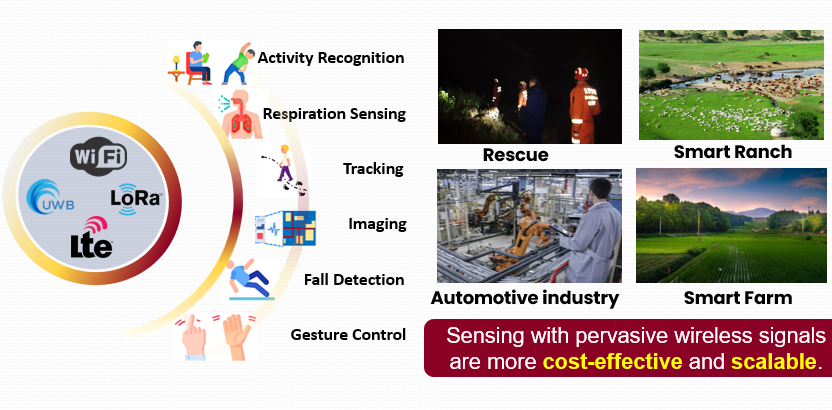 WiFi
UWB
LoRa™
Lte
Activity Recognition
Respiration Sensing
Tracking
Imaging
Fall Detection
Gesture Control
Rescue
Smart Ranch
Automotive industry
Smart Farm
Sensing with pervasive wireless signals
are more cost-effective and scalable.